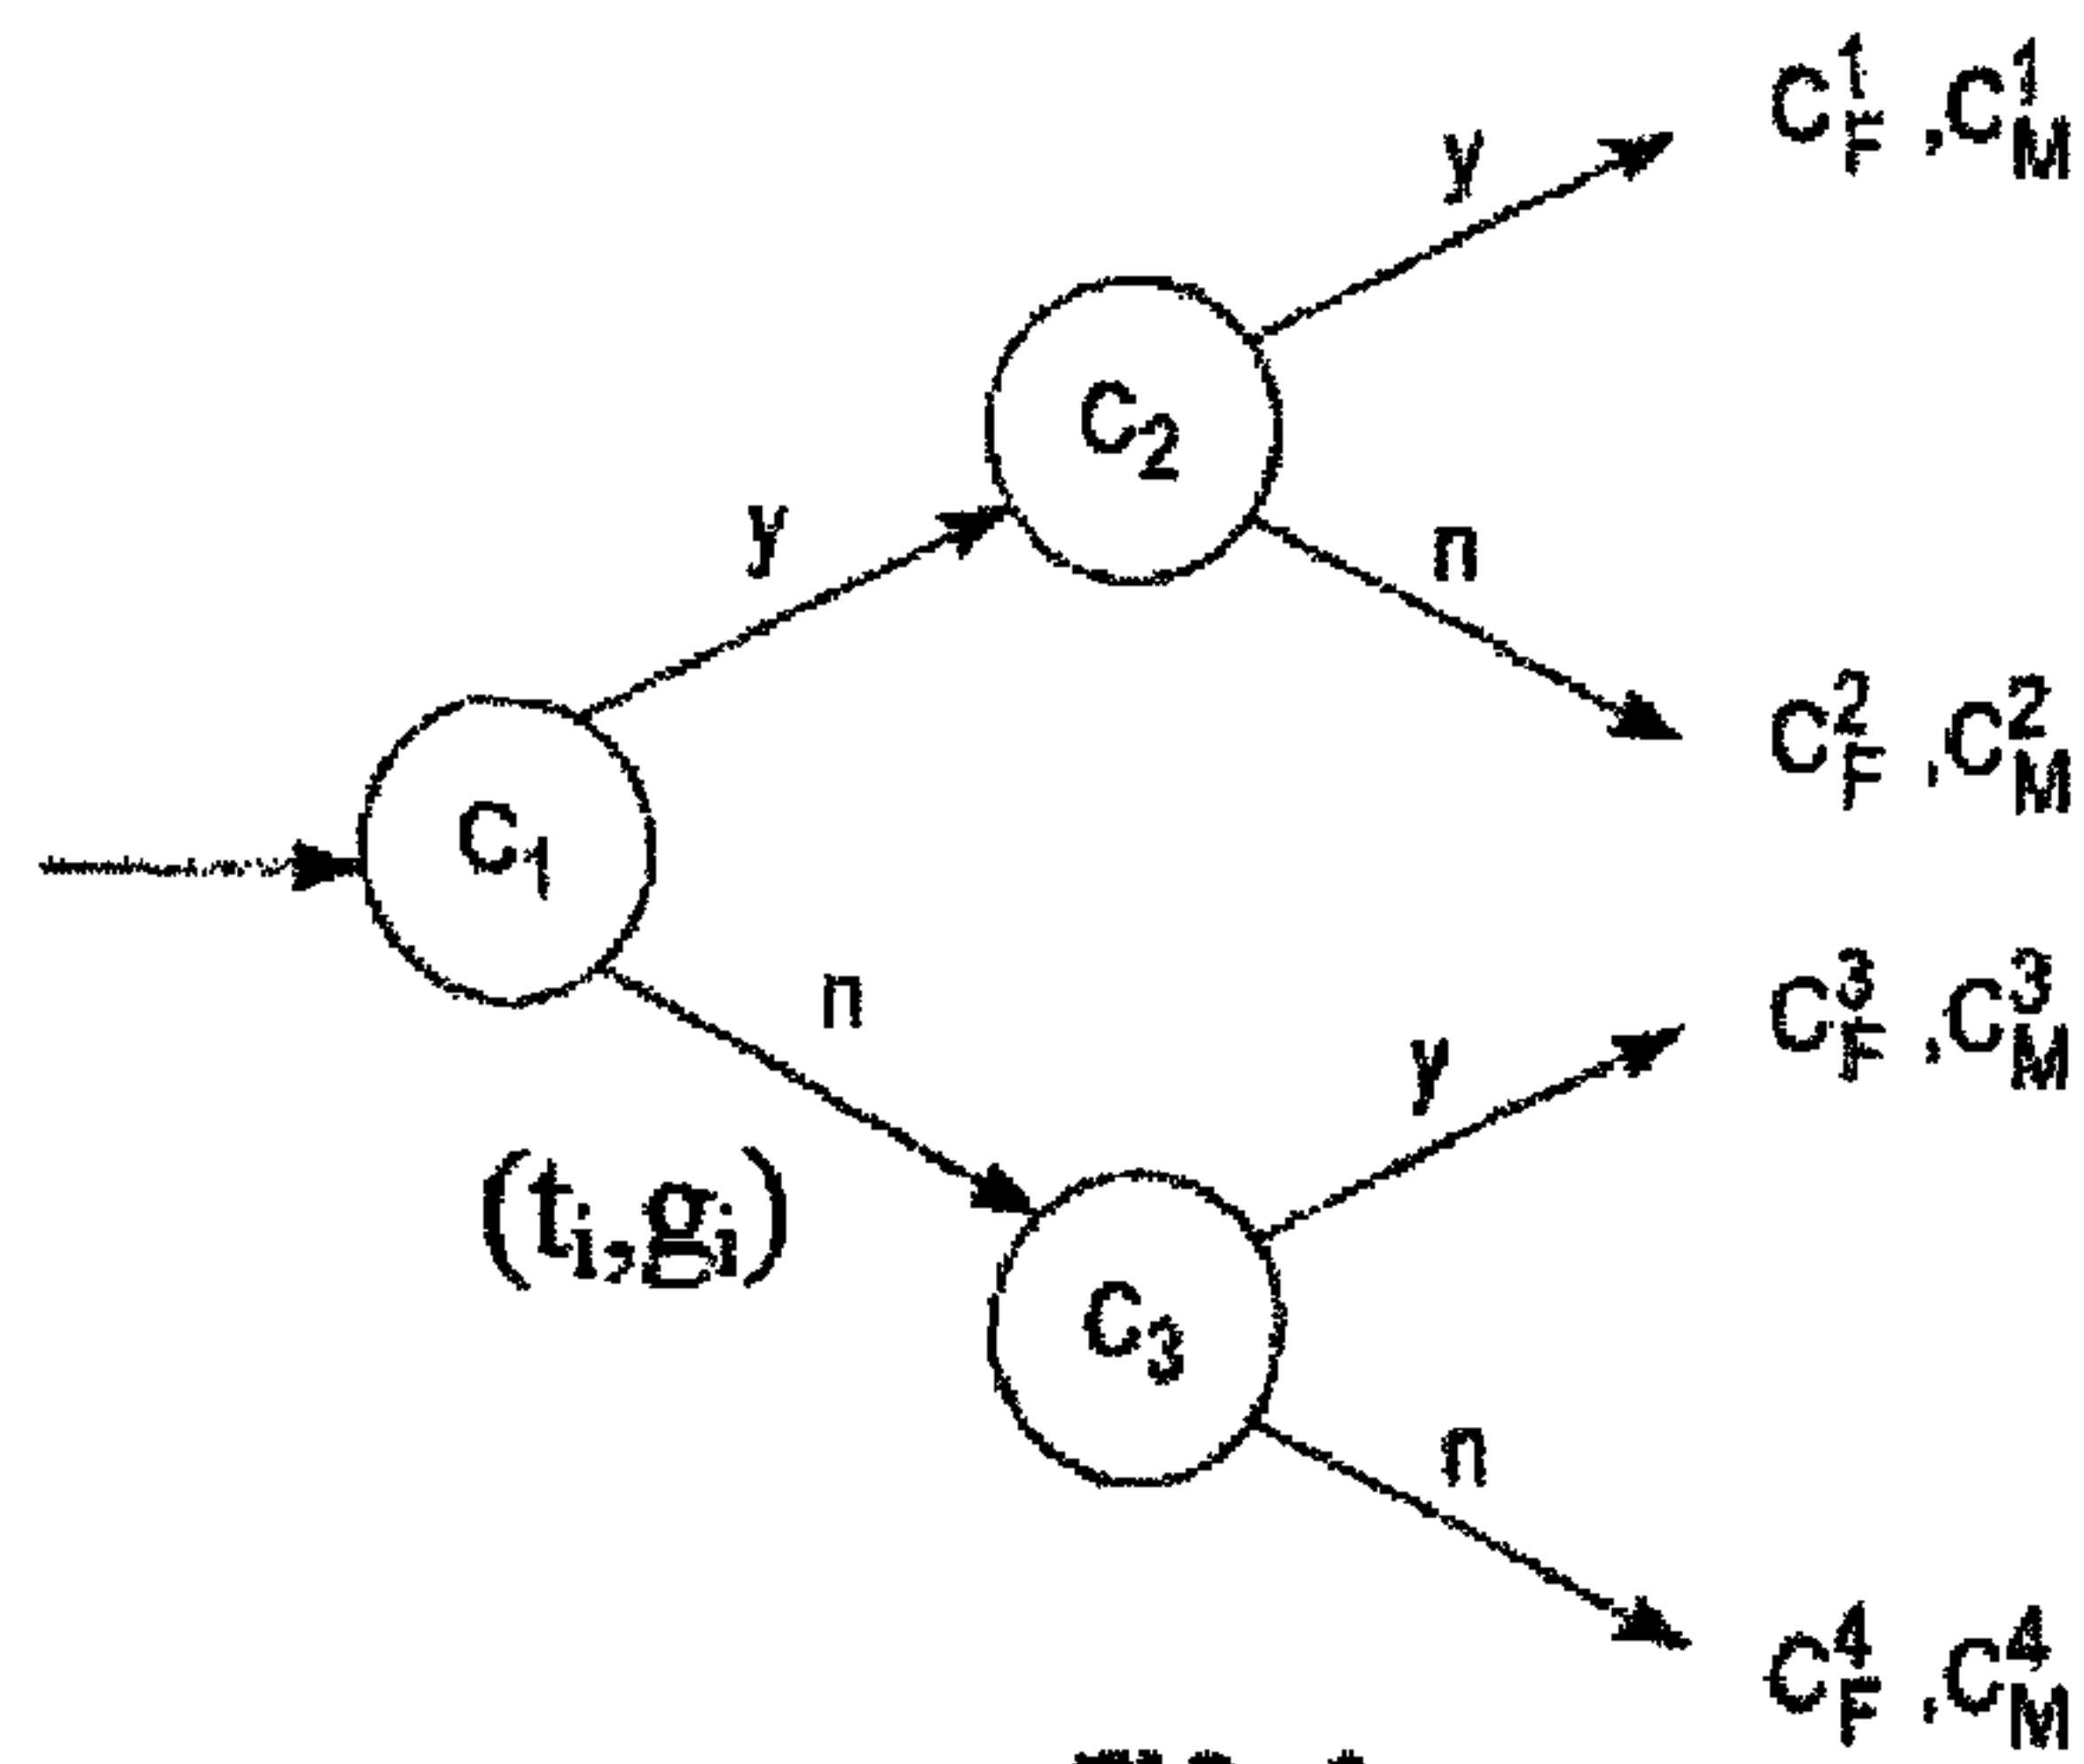 C_F^1 ,C_M^1
y
C_2
y
n
C_F^2 ,C_M^2
C_1
n
C_F^3 ,C_M^3
y
(t_i,g_i)
C_3
n
C_F^4 ,C_M^4